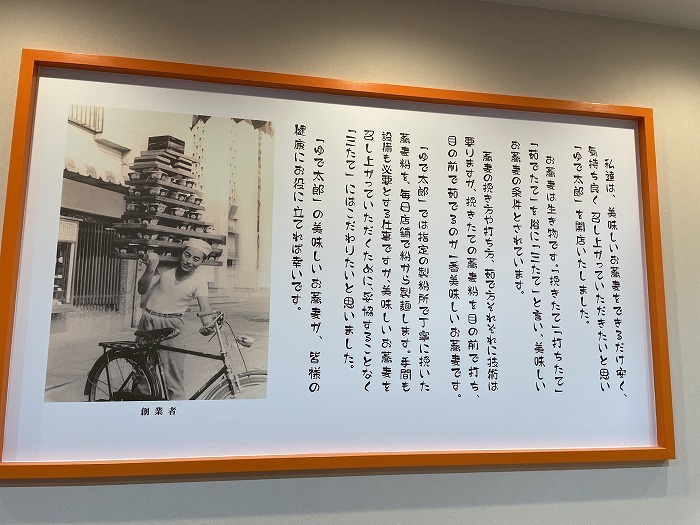 私達は、美味しいお蕎麦をできるだけ安く、
気持ち良く召し上がっていただきたいと思い
「ゆで太郎」を開店いたしました。
お蕎麦は生き物です。「挽きたて」「打ちたて」
「茹でたて」を俗に「三たて」と言い、美味しい
お蕎麦の条件とされています。
蕎麦の挽き方や打ち方、茹で方それぞれに技術は
要りますが、挽きたての蕎麦粉を目の前で打ち、
目の前で茹でるのが一番美味しいお蕎麦です。
「ゆで太郎」では指定の製粉所で丁寧に挽いた
蕎麦粉を、毎日店舗で粉から製麺します。手間も
設備も必要とする仕事ですが美味しいお蕎麦を
召し上がっていただくために、妥協することなく
「三たて」にはこだわりたいと思いました。
「ゆで太郎」の美味しいお蕎麦が、皆様の
健康にお役に立てれば幸いです。
創業者